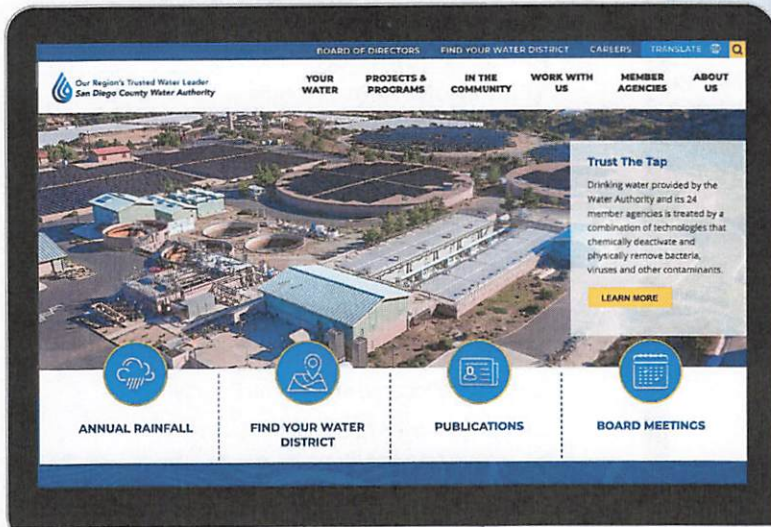 BOARD OF DIRECTORS FIND YOUR WATER DISTRICT CAREERS TRANSLATE
Our Region's Trusted Water Leader
San Diego County Water Authority
YOUR WATER
PROJECTS & PROGRAMS
IN THE COMMUNITY
WORK WITH US
MEMBER AGENCIES
ABOUT US
Trust The Tap
Drinking water provided by the
Water Authority and its 24
member agencies is treated by a
combination of technologies that
chemically deactivate and
physically remove bacteria,
viruses and other contaminants.
LEARN MORE
ANNUAL RAINFALL
FIND YOUR WATER
DISTRICT
PUBLICATIONS
BOARD MEETINGS